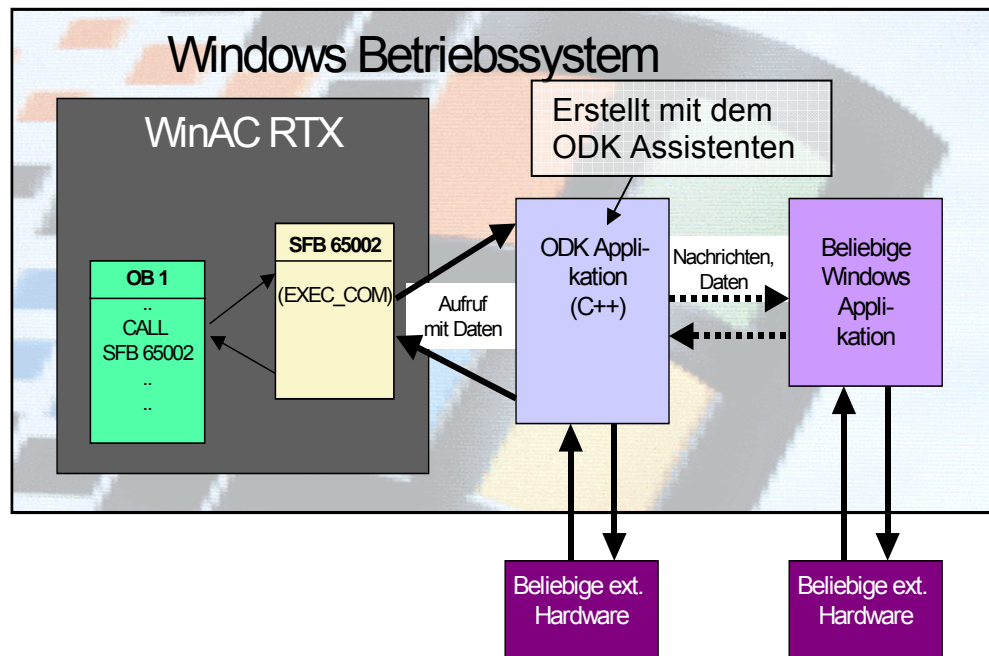 Windows Betriebssystem
WinAC RTX
Erstellt mit dem
ODK Assistenten
SFB 65002
(EXEC_COM)
OB 1
..
CALL
SFB 65002
..
..
Aufruf
mit Daten
ODK Appli-
kation
(C++)
Nachrichten,
Daten
Beliebige
Windows
Appli-
kation
Beliebige ext.
Hardware
Beliebige ext.
Hardware